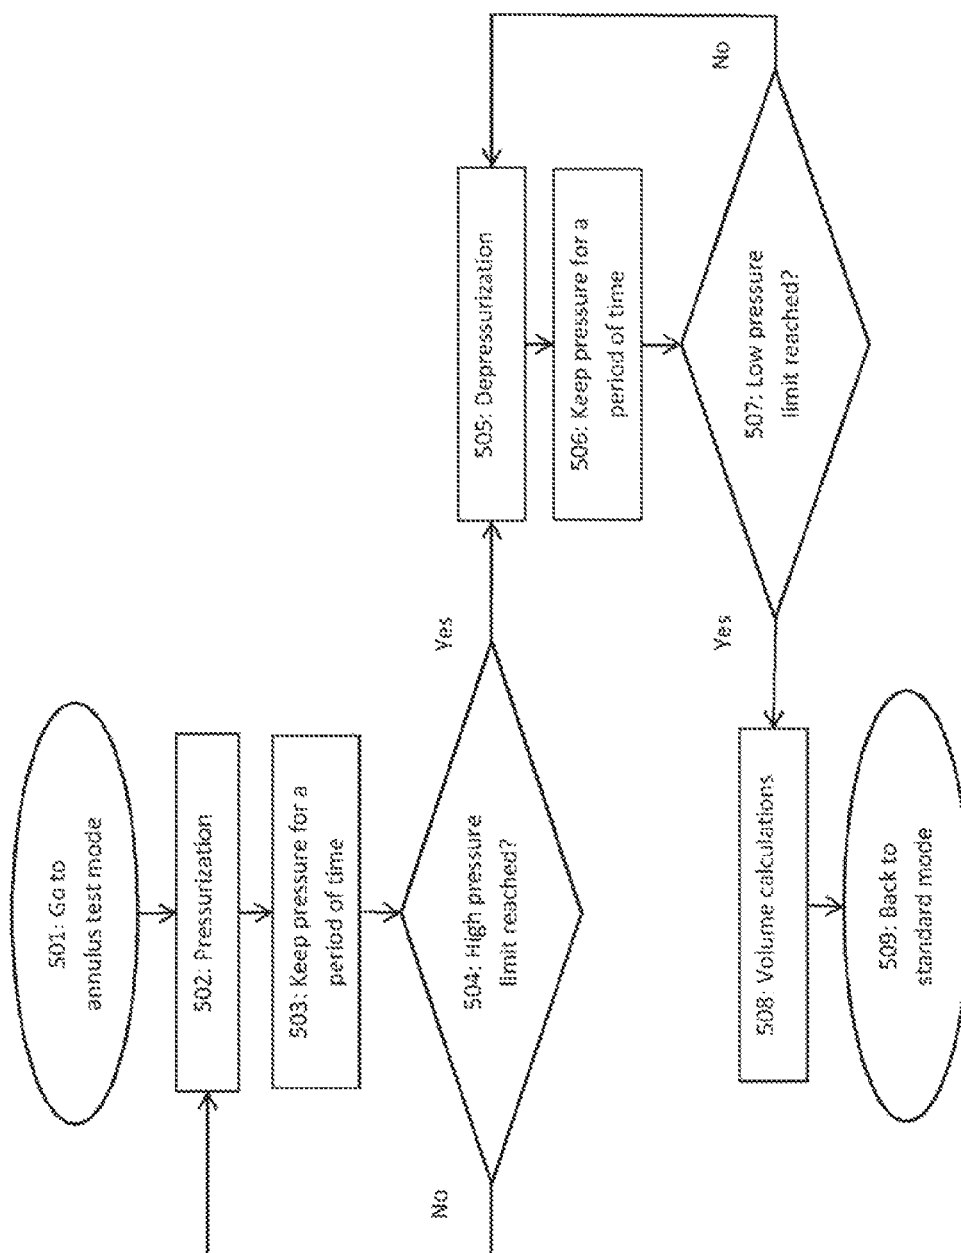 501: Go to
annulus test mode
502: Pressurization
503: Keep pressure for a
period of time
504: High pressure
limit reached?
No
Yes
505: Depressurization
506: Keep pressure for a
period of time
507: Low pressure
limit reached?
No
Yes
508: Volume calculations
509: Back to
standard mode